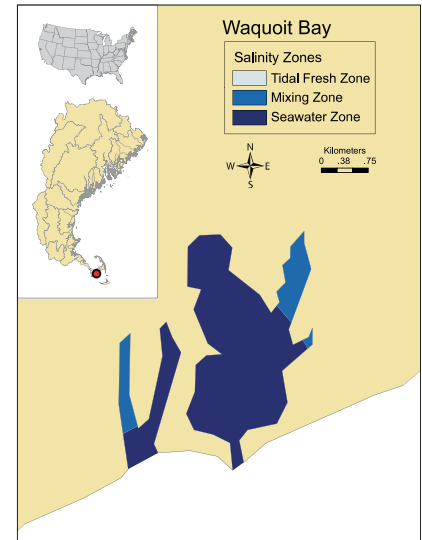 Waquoit Bay
Salinity Zones
Tidal Fresh Zone
Mixing Zone
Seawater Zone
N
W E
S
Kilometers
0 .38 .75